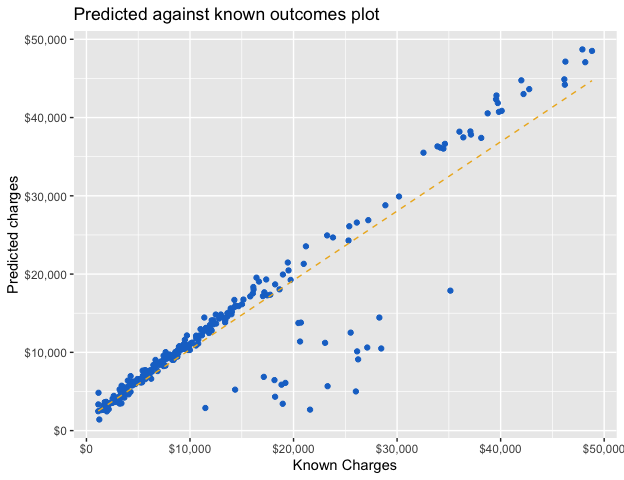 Predicted against known outcomes plot
$50,000
$40,000
$30,000
$20,000
$10,000
$0
Predicted charges
$0 $10,000 $20,000 $30,000 $40,000 $50,000
Known Charges